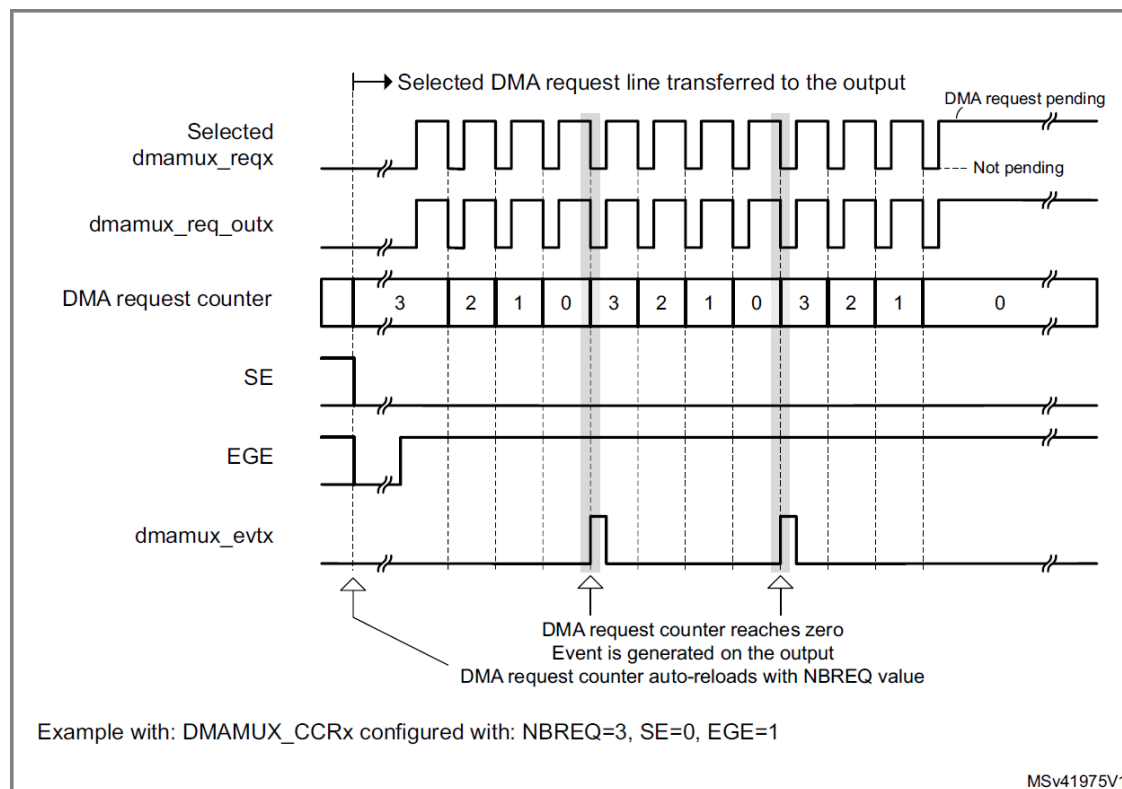 Selected DMA request line transferred to the output
DMA request pending
Selected
dmamux_reqx
Not pending
dmamux_req_outx
DMA request counter
3 2 1 0 3 2 1 0 3 2 1 0
SE
EGE
dmamux_evtx
DMA request counter reaches zero
Event is generated on the output
DMA request counter auto-reloads with NBREQ value
Example with: DMAMUX_CCRx configured with: NBREQ=3, SE=0, EGE=1
MSv41975V1